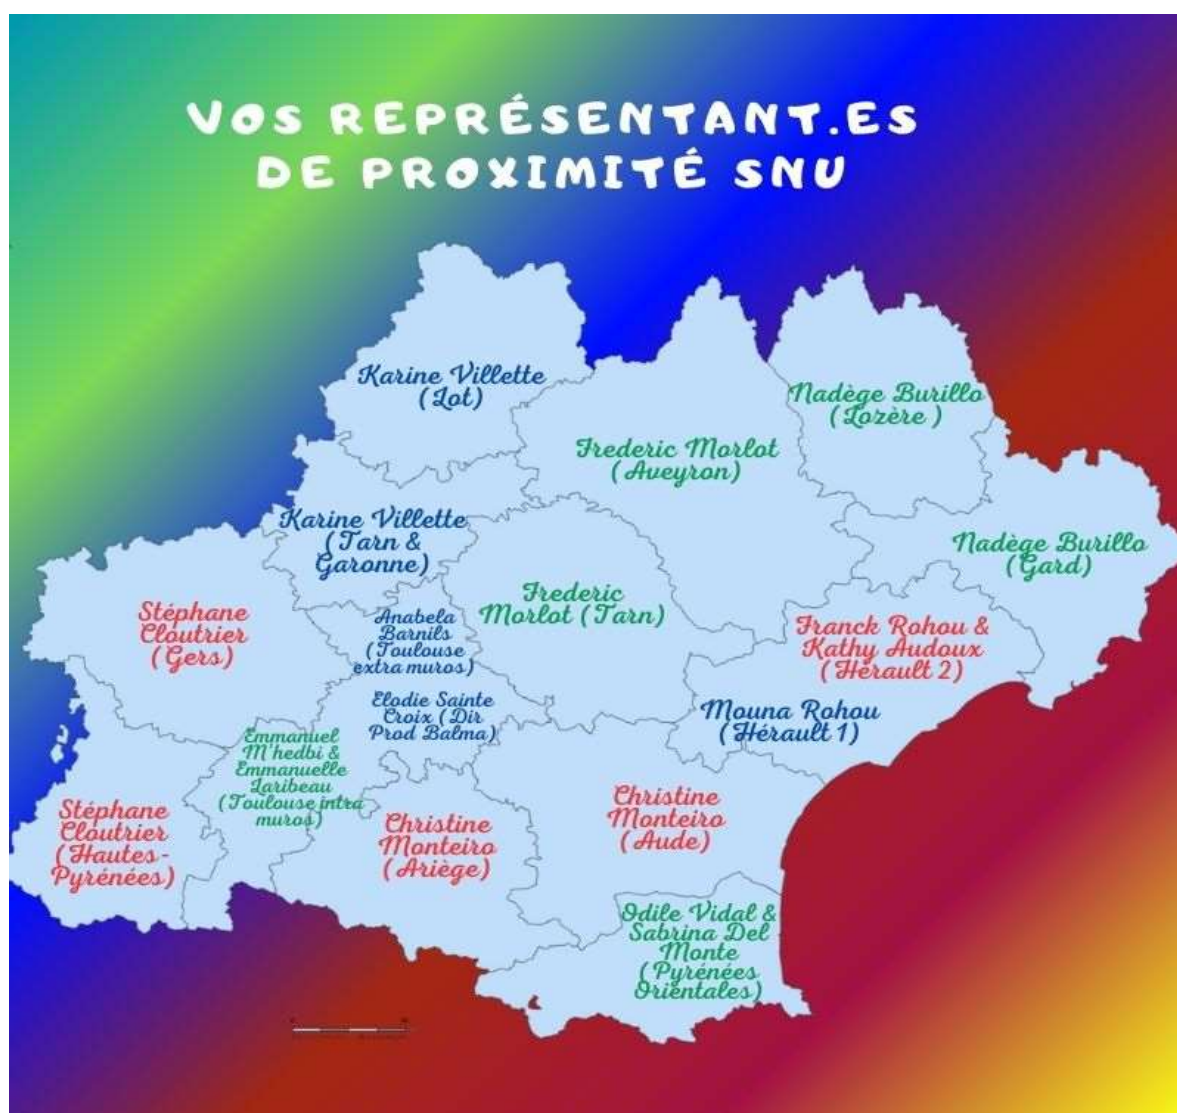 VOS REPRÉSENTANT.ES
DE PROXIMITÉ SNU
Karine Villette
(Lot)
Nadège Burillo
(Lozère )
Frederic Morlot
(Aveyron)
Karine Villette
(Tarn &
Garonne)
Nadège Burillo
(Gard)
Stéphane
Cloutrier
(Gers)
Anabela
Barnils
(Toulouse
extra muros)
Frederic
Morlot (Tarn)
Franck Rohou &
Kathy Audoux
(Hérault 2)
Elodie Sainte
Croix (Dir
Prod Balma)
Mouna Rohou
(Hérault 1)
Emmanuel
M'hedbi &
Emmanuelle
Laribeau
(Toulouse intra
muros)
Stéphane
Cloutrier
(Hautes-
Pyrénées)
Christine
Monteiro
(Ariège)
Christine
Monteiro
(Aude)
Odile Vidal &
Sabrina Del
Monte
(Pyrénées
Orientales)